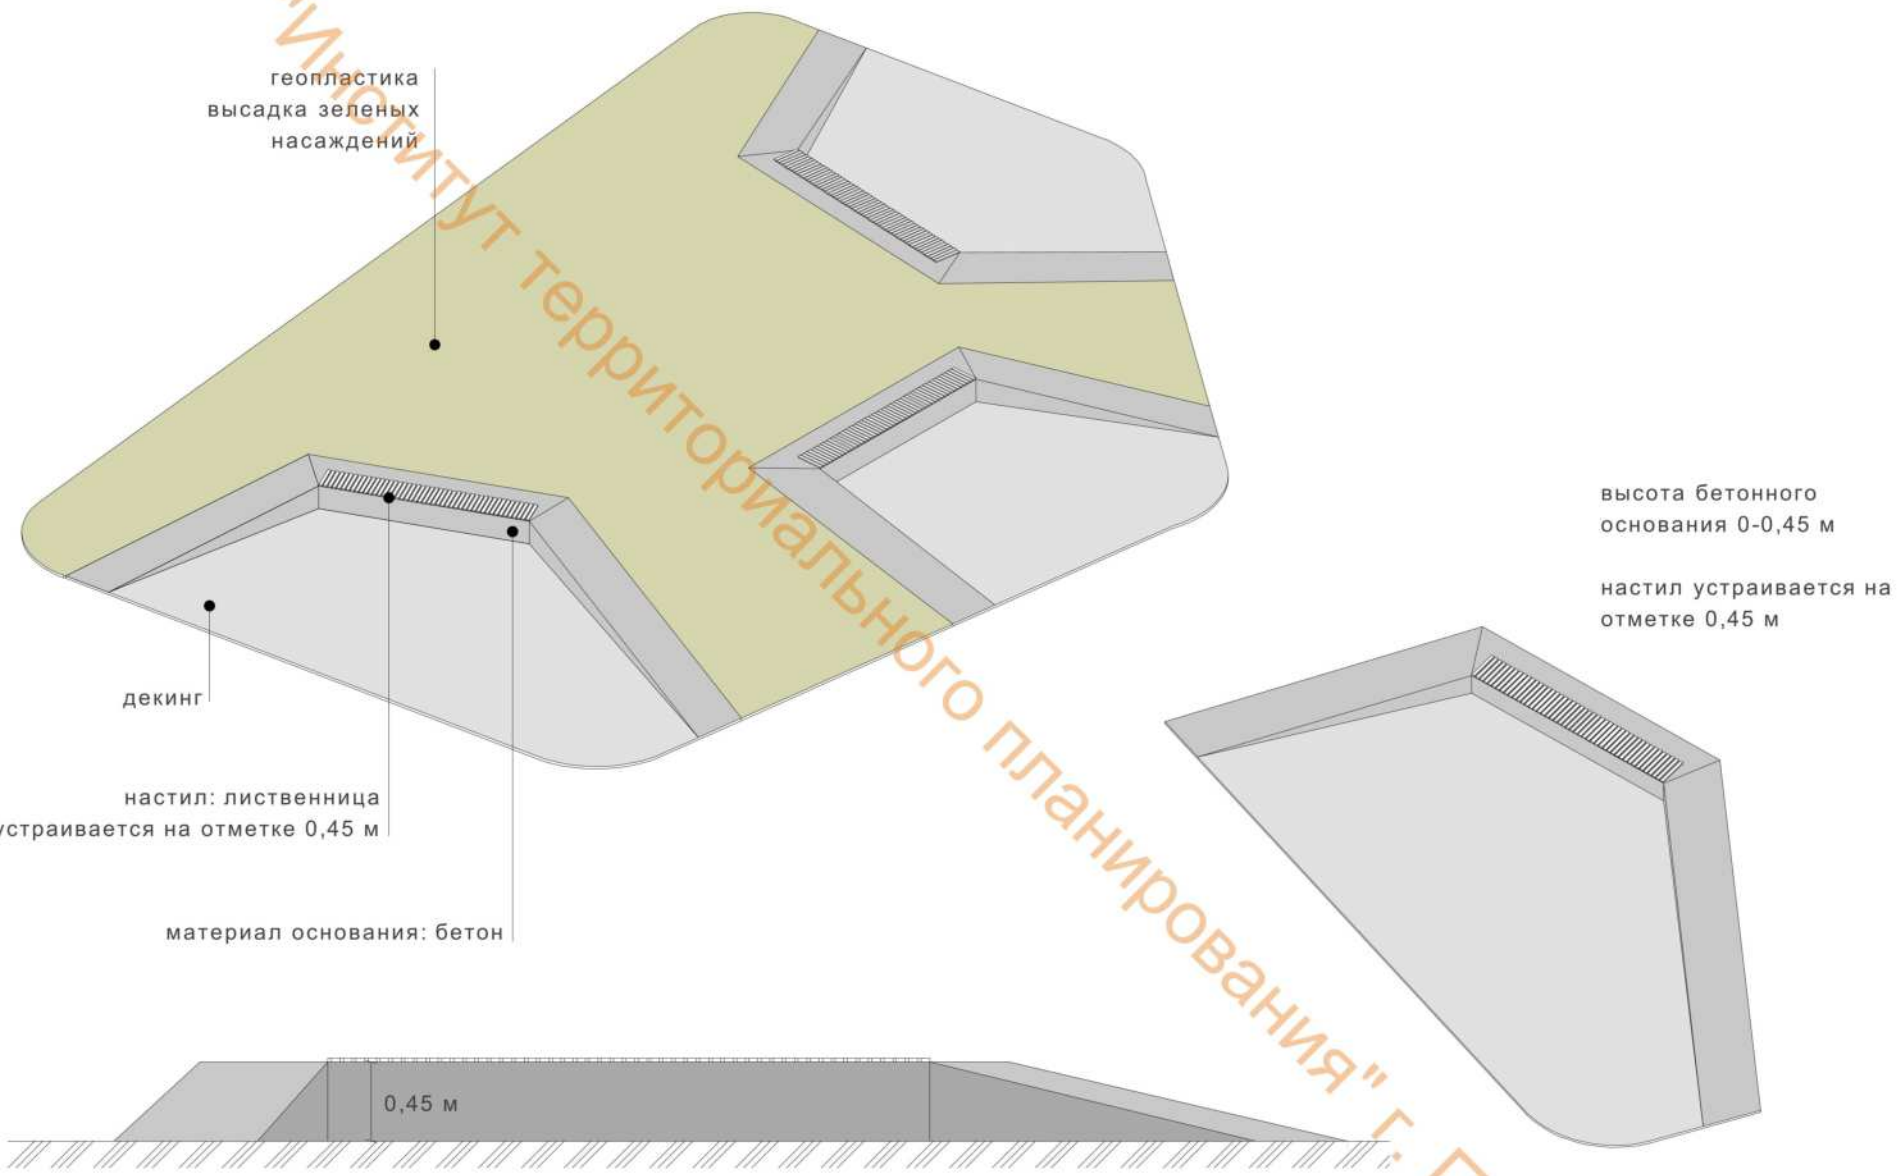 "Институт территориального планирования" г. П
геопластика
высадка зеленых
насаждений
высота бетонного
основания 0-0,45 м
настил устраивается на
отметке 0,45 м
декинг
настил: лиственница
устраивается на отметке 0,45 м
материал основания: бетон
0,45 м